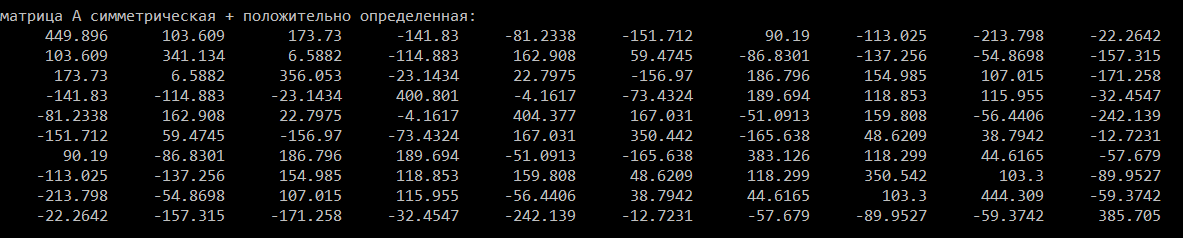 матрица А симметрическая + положительно определенная:
449.896 103.609 173.73 -141.83 -81.2338 -151.712 90.19 -113.025 -213.798 -22.2642
103.609 341.134 6.5882 -114.883 162.908 59.4745 -86.8301 -137.256 -54.8698 -157.315
173.73 6.5882 356.053 -23.1434 22.7975 -156.97 186.796 154.985 107.015 -171.258
-141.83 -114.883 -23.1434 400.801 -4.1617 -73.4324 189.694 118.853 115.955 -32.4547
-81.2338 162.908 22.7975 -4.1617 404.377 167.031 -51.0913 159.808 -56.4406 -242.139
-151.712 59.4745 -156.97 -73.4324 167.031 350.442 -165.638 48.6209 38.7942 -12.7231
90.19 -86.8301 186.796 189.694 -51.0913 -165.638 383.126 118.299 44.6165 -57.679
-113.025 -137.256 154.985 118.853 159.808 48.6209 118.299 350.542 103.3 -89.9527
-213.798 -54.8698 107.015 115.955 -56.4406 38.7942 44.6165 103.3 444.309 -59.3742
-22.2642 -157.315 -171.258 -32.4547 -242.139 -12.7231 -57.679 -89.9527 -59.3742 385.705